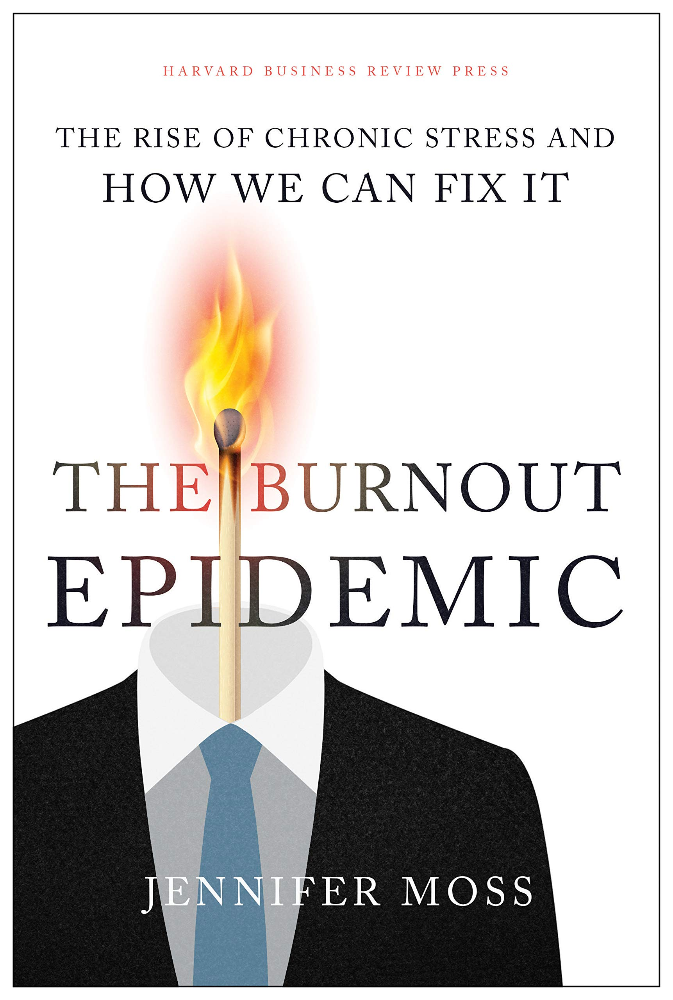 HARVARD BUSINESS REVIEW PRESS
THE RISE OF CHRONIC STRESS AND
HOW WE CAN FIX IT
THE BURNOUT
EPIDEMIC
JENNIFER MOSS